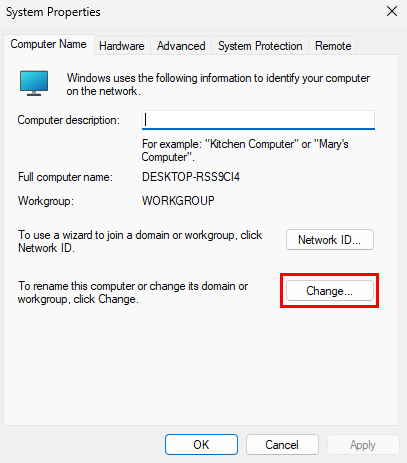 System Properties
Computer Name Hardware Advanced System Protection Remote
Windows uses the following information to identify your computer
on the network.
Computer description:
For example: "Kitchen Computer" or "Mary's
Computer".
Full computer name: DESKTOP-RSS9CI4
Workgroup: WORKGROUP
To use a wizard to join a domain or workgroup, click
Network ID.
Network ID...
To rename this computer or change its domain or
workgroup, click Change.
Change...
OK Cancel Apply